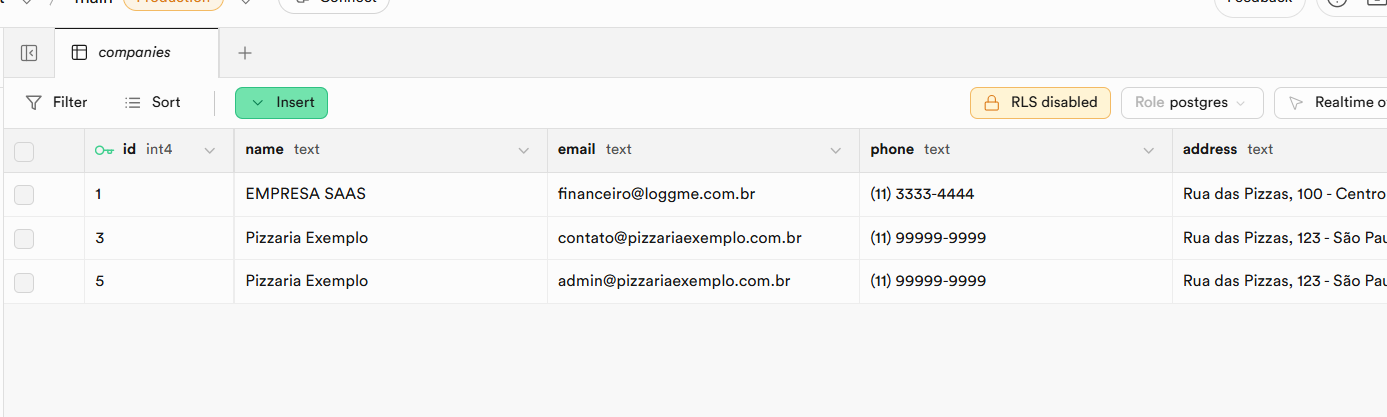 main Production Connect Feedback
companies
Filter Sort Insert RLS disabled Role postgres Realtime
id int4 name text email text phone text address text
1 EMPRESA SAAS financeiro@loggme.com.br (11) 3333-4444 Rua das Pizzas, 100 - Centro
3 Pizzaria Exemplo contato@pizzariaexemplo.com.br (11) 99999-9999 Rua das Pizzas, 123 - São
5 Pizzaria Exemplo admin@pizzariaexemplo.com.br (11) 99999-9999 Rua das Pizzas, 123 - São